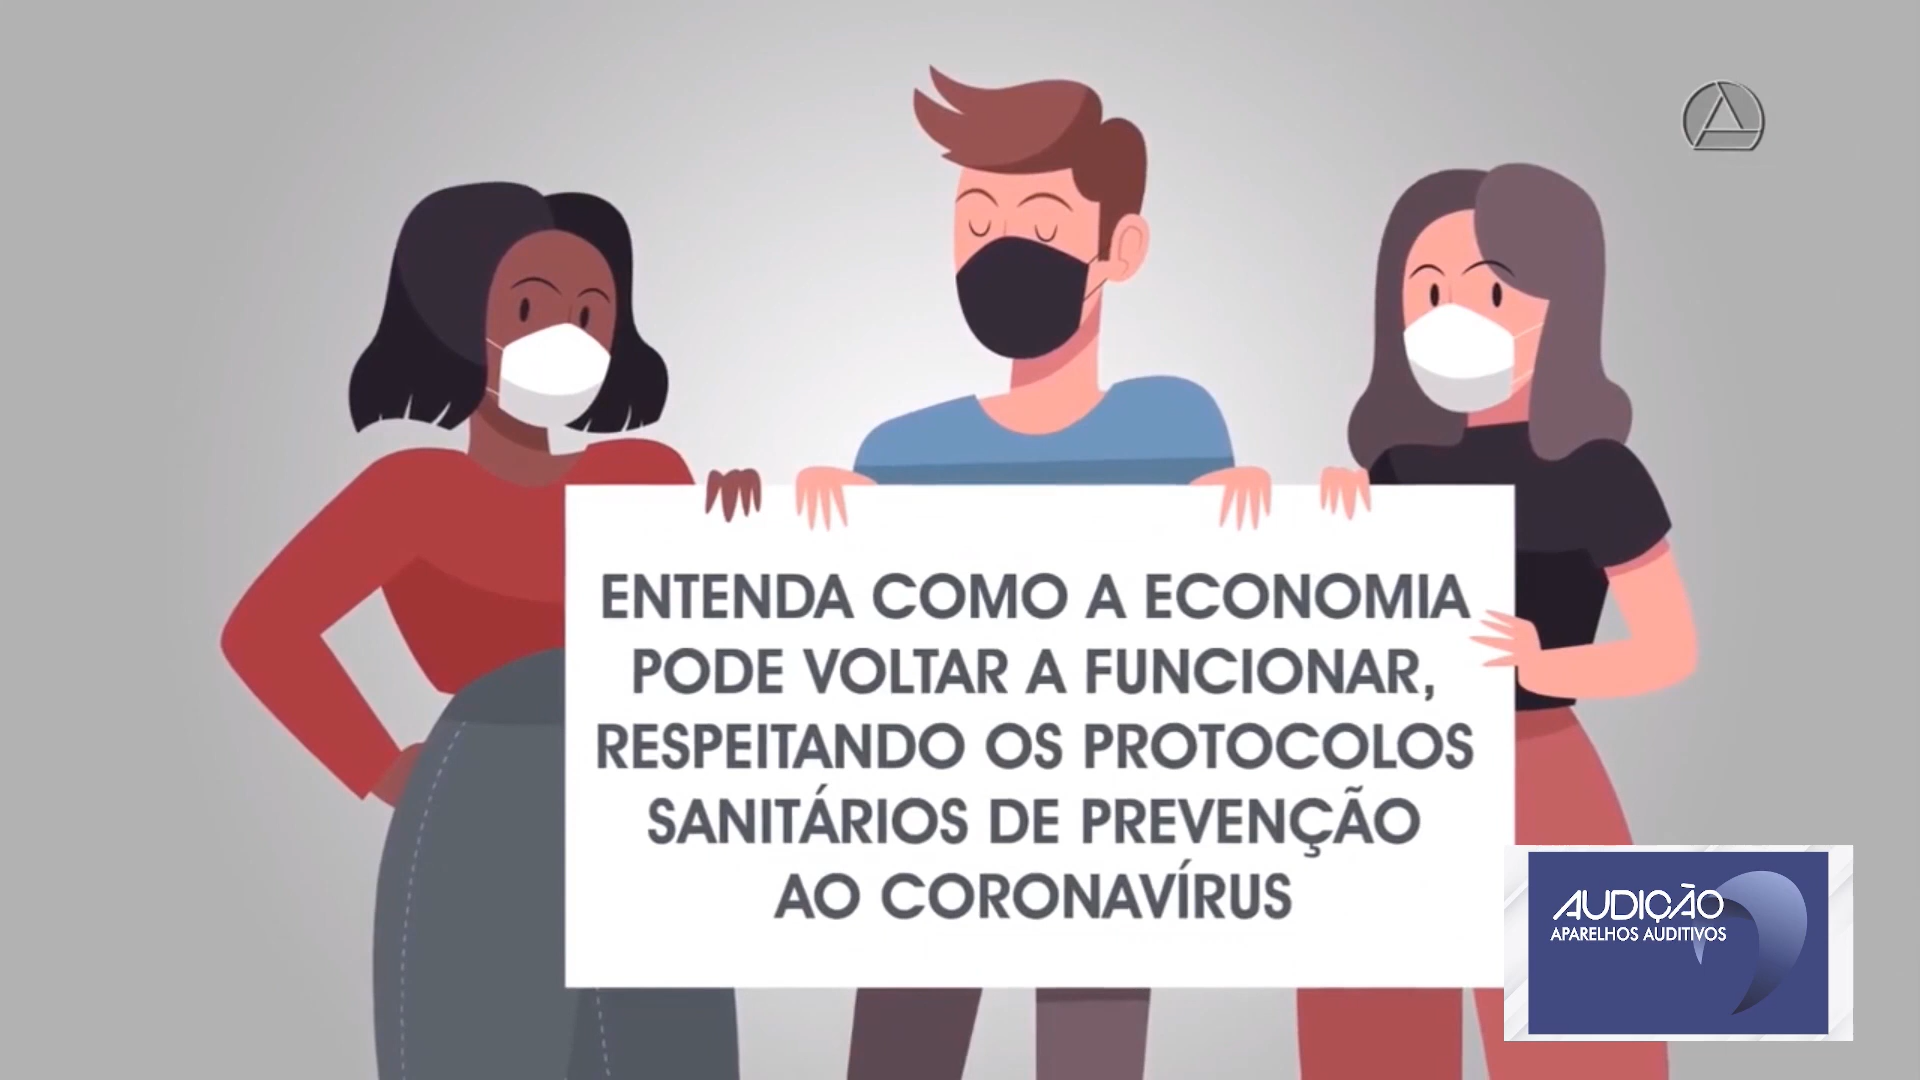 ENTENDA COMO A ECONOMIA
PODE VOLTAR A FUNCIONAR,
RESPEITANDO OS PROTOCOLOS
SANITÁRIOS DE PREVENÇÃO
AO CORONAVÍRUS
AUDIÇÃO
APARELHOS AUDITIVOS